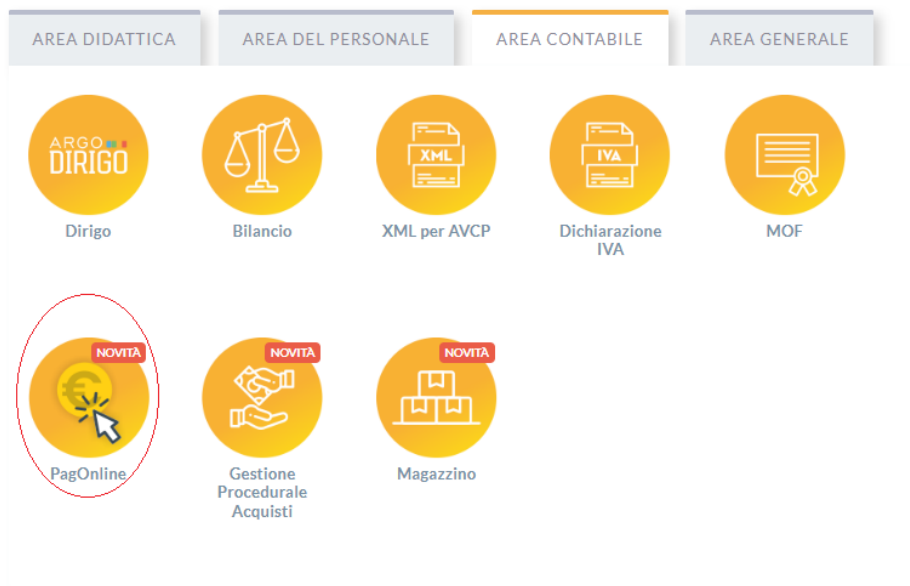 AREA DIDATTICA
AREA DEL PERSONALE
AREA CONTABILE
AREA GENERALE
ARGO
DIRIGO
XML
IVA
Dirigo
Bilancio
XML per AVCP
Dichiarazione
IVA
MOF
NOVITÀ
NOVITÀ
NOVITÀ
€
PagOnline
Gestione
Procedurale
Acquisti
Magazzino